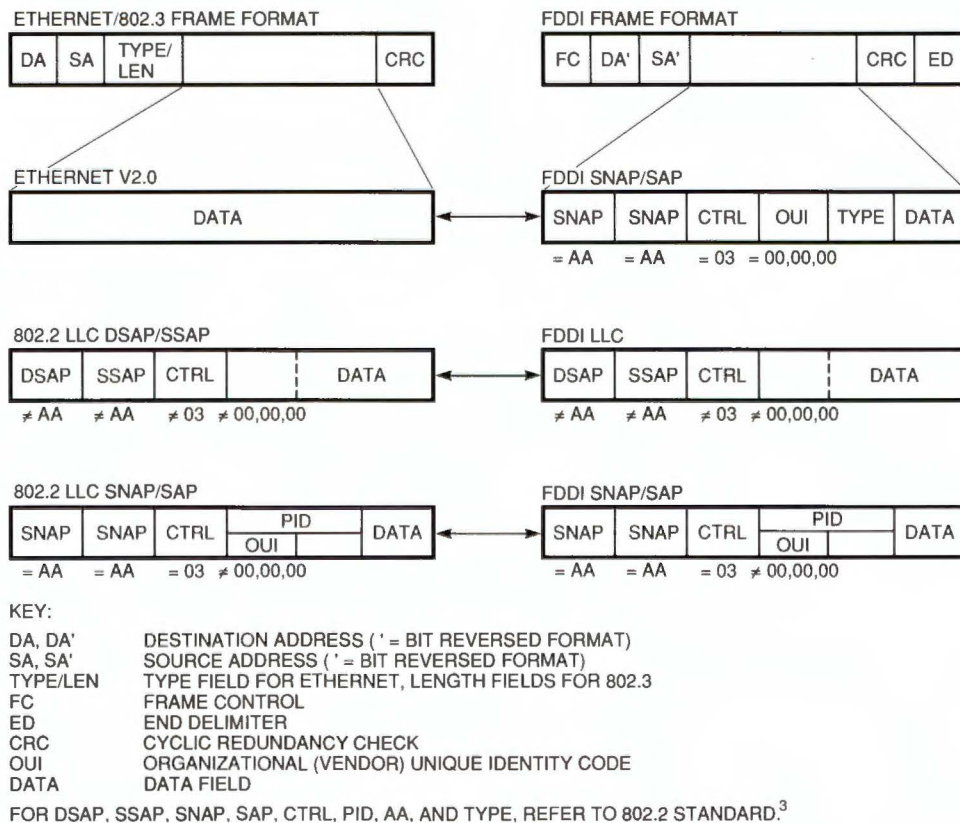 ETHERNET/802.3 FRAME FORMAT
DA SA TYPE/ LEN CRC
FDDI FRAME FORMAT
FC DA' SA' CRC ED
ETHERNET V2.0
DATA
FDDI SNAP/SAP
SNAP SNAP CTRL OUI TYPE DATA
= AA = AA = 03 = 00,00,00
802.2 LLC DSAP/SSAP
DSAP SSAP CTRL DATA
≠ AA ≠ AA ≠ 03 ≠ 00,00,00
FDDI LLC
DSAP SSAP CTRL DATA
≠ AA ≠ AA ≠ 03 ≠ 00,00,00
802.2 LLC SNAP/SAP
SNAP SNAP CTRL PID OUI DATA
= AA = AA = 03 ≠ 00,00,00
FDDI SNAP/SAP
SNAP SNAP CTRL PID OUI DATA
= AA = AA = 03 ≠ 00,00,00
KEY:
DA, DA' DESTINATION ADDRESS ( ' = BIT REVERSED FORMAT)
SA, SA' SOURCE ADDRESS ( ' = BIT REVERSED FORMAT)
TYPE/LEN TYPE FIELD FOR ETHERNET, LENGTH FIELDS FOR 802.3
FC FRAME CONTROL
ED END DELIMITER
CRC CYCLIC REDUNDANCY CHECK
OUI ORGANIZATIONAL (VENDOR) UNIQUE IDENTITY CODE
DATA DATA FIELD
FOR DSAP, SSAP, SNAP, SAP, CTRL, PID, AA, AND TYPE, REFER TO 802.2 STANDARD.3